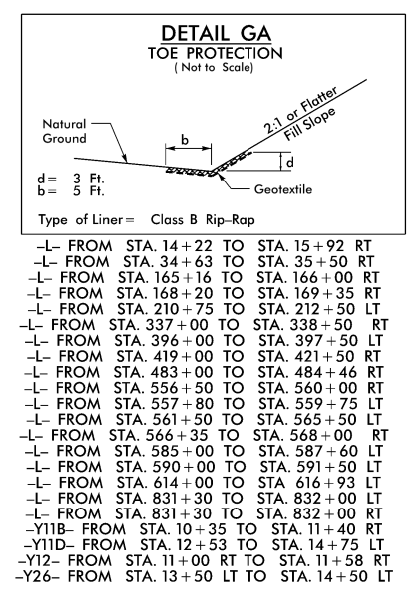 DETAIL GA
TOE PROTECTION
( Not to Scale)
2:1 or Flatter
Fill Slope
Natural
Ground
b
d
d= 3 Ft.
b= 5 Ft.
Geotextile
Type of Liner= Class B Rip-Rap
-L- FROM STA. 14+22 TO STA. 15+92 RT
-L- FROM STA. 34+63 TO STA. 35+50 RT
-L- FROM STA. 165+16 TO STA. 166+00 RT
-L- FROM STA. 168+20 TO STA. 169+35 RT
-L- FROM STA. 210+75 TO STA. 212+50 LT
-L- FROM STA. 337+00 TO STA. 338+50 RT
-L- FROM STA. 396+00 TO STA. 397+50 LT
-L- FROM STA. 419+00 TO STA. 421+50 RT
-L- FROM STA. 483+00 TO STA. 484+46 RT
-L- FROM STA. 556+50 TO STA. 560+00 RT
-L- FROM STA. 557+80 TO STA. 559+75 LT
-L- FROM STA. 561+50 TO STA. 565+50 LT
-L- FROM STA. 566+35 TO STA. 568+00 RT
-L- FROM STA. 585+00 TO STA. 587+60 LT
-L- FROM STA. 590+00 TO STA. 591+50 LT
-L- FROM STA. 614+00 TO STA 616+93 LT
-L- FROM STA. 831+30 TO STA. 832+00 LT
-L- FROM STA. 831+30 TO STA. 832+00 RT
-Y11B- FROM STA. 10+35 TO STA. 11+40 RT
-Y11D- FROM STA. 12+53 TO STA. 14+75 LT
-Y12- FROM STA. 11+00 RT TO STA. 11+58 RT
-Y26- FROM STA. 13+50 LT TO STA. 14+50 LT